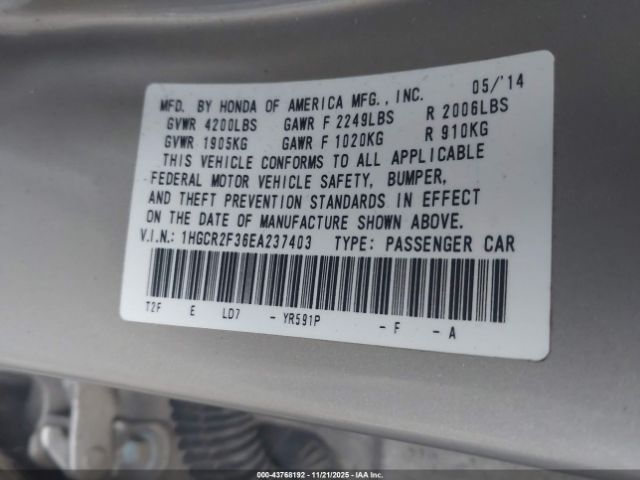 MFD. BY HONDA OF AMERICA MFG., INC. 05/'14
GVWR 4200LBS GAWR F 2249LBS R 2006LBS
GVWR 1905KG GAWR F 1020KG R 910KG
THIS VEHICLE CONFORMS TO ALL APPLICABLE
FEDERAL MOTOR VEHICLE SAFETY, BUMPER,
AND THEFT PREVENTION STANDARDS IN EFFECT
ON THE DATE OF MANUFACTURE SHOWN ABOVE.
V.I.N.: 1HGCR2F36EA237403 TYPE: PASSENGER CAR
T2F E LD7 - YR591P - F - A
000-43768192 - 11/21/2025 - IAA Inc.